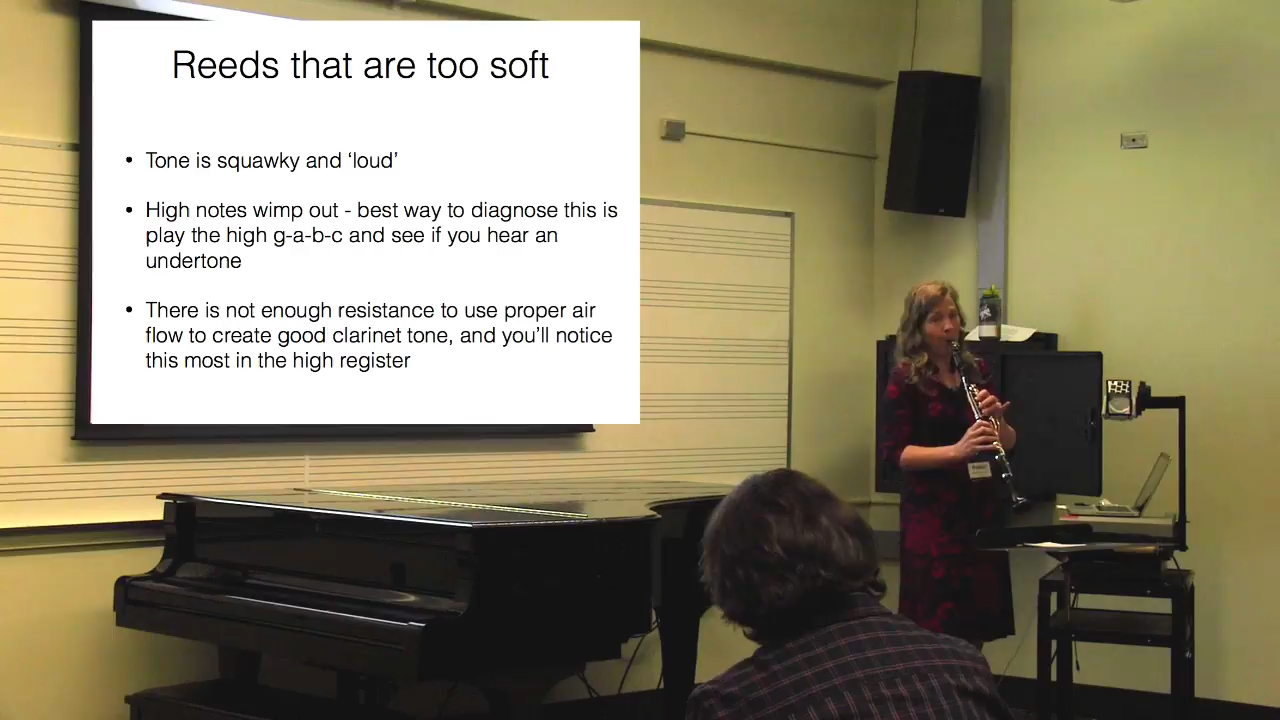 Reeds that are too soft
• Tone is squawky and ‘loud’
• High notes wimp out - best way to diagnose this is
play the high g-a-b-c and see if you hear an
undertone
• There is not enough resistance to use proper air
flow to create good clarinet tone, and you’ll notice
this most in the high register